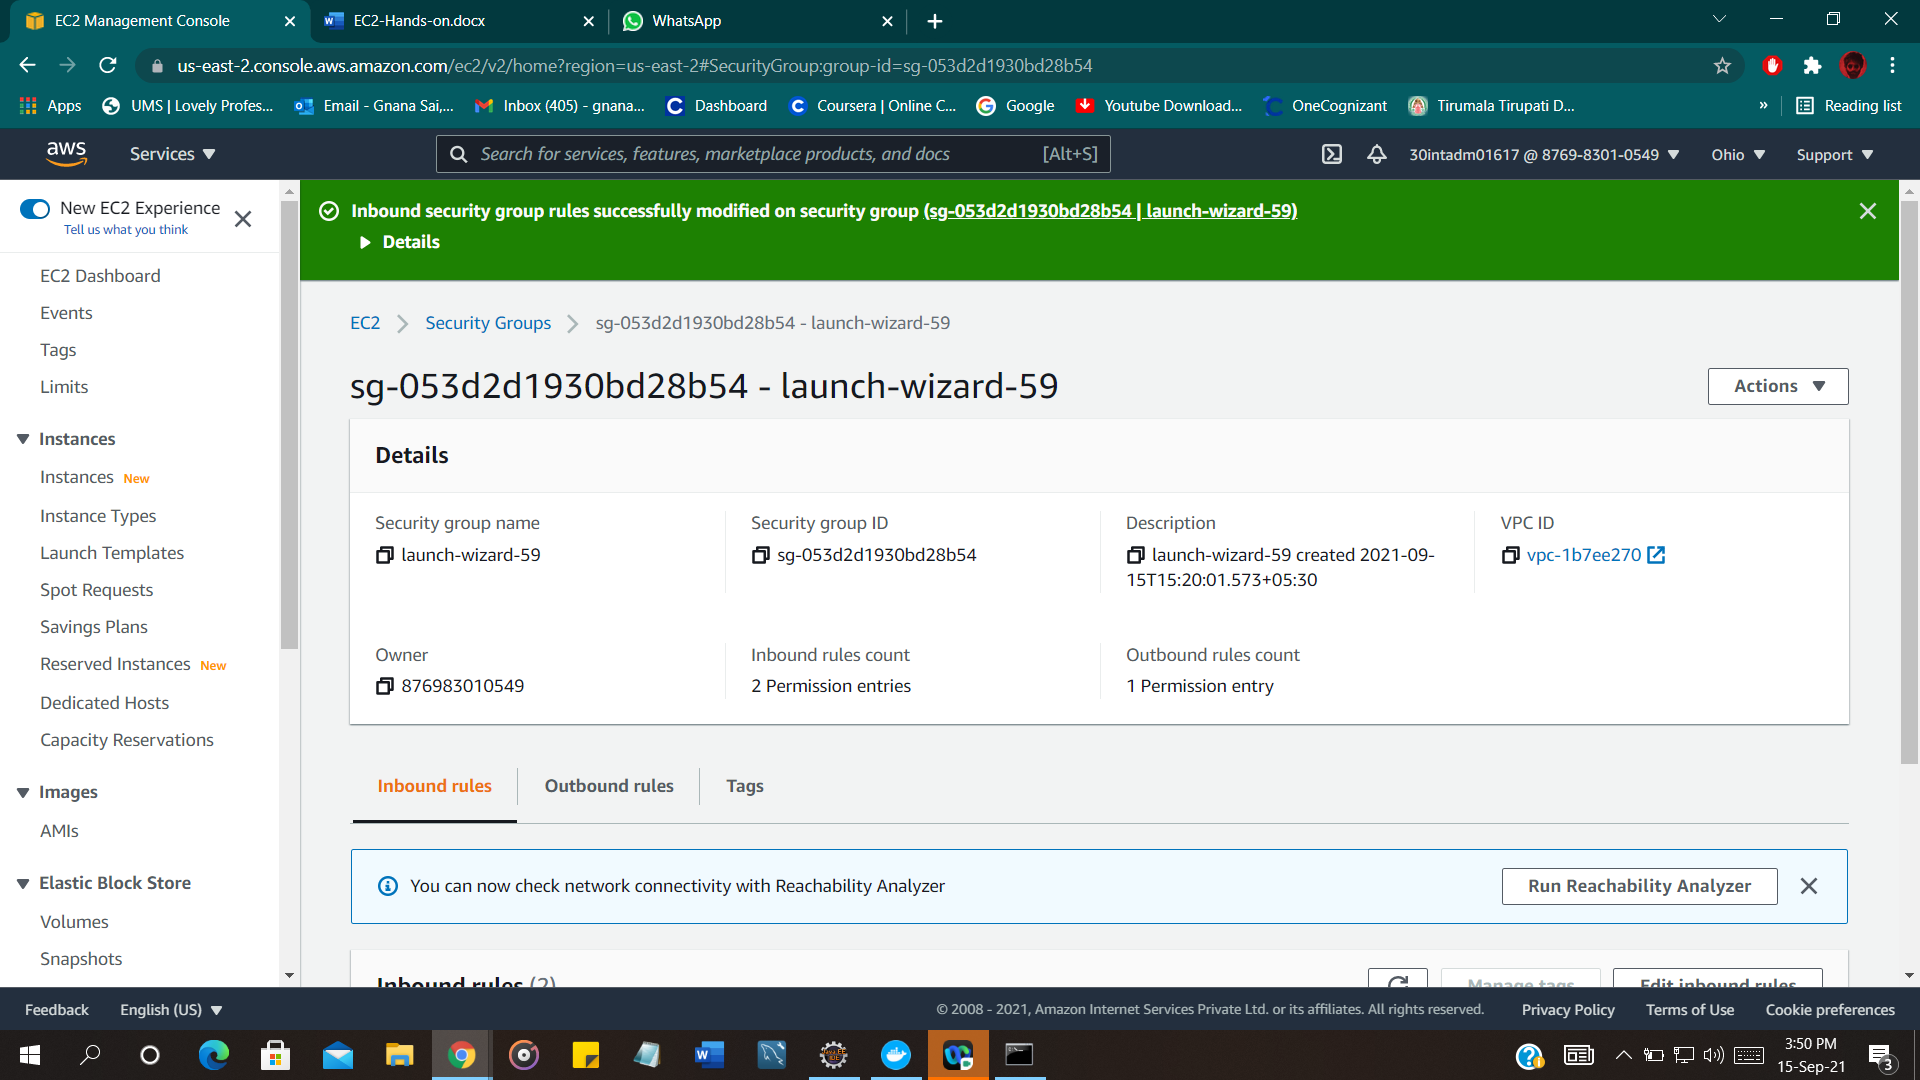 EC2 Management Console
EC2-Hands-on.docx
WhatsApp
us-east-2.console.aws.amazon.com/ec2/v2/home?region=us-east-2#SecurityGroup:group-id=sg-053d2d1930bd28b54
Apps
UMS | Lovely Profes...
Email - Gnana Sai,...
Inbox (405) - gnana...
Dashboard
Coursera | Online C...
Google
Youtube Download...
OneCognizant
Tirumala Tirupati D...
»
Reading list
aws
Services
Search for services, features, marketplace products, and docs
[Alt+S]
30intadm01617 @ 8769-8301-0549
Ohio
Support
New EC2 Experience
Tell us what you think
EC2 Dashboard
Events
Tags
Limits
Instances
Instances New
Instance Types
Launch Templates
Spot Requests
Savings Plans
Reserved Instances New
Dedicated Hosts
Capacity Reservations
Images
AMIs
Elastic Block Store
Volumes
Snapshots
Inbound security group rules successfully modified on security group (sg-053d2d1930bd28b54 | launch-wizard-59)
Details
EC2
Security Groups
sg-053d2d1930bd28b54 - launch-wizard-59
sg-053d2d1930bd28b54 - launch-wizard-59
Actions
Details
Security group name
launch-wizard-59
Security group ID
sg-053d2d1930bd28b54
Description
launch-wizard-59 created 2021-09-
15T15:20:01.573+05:30
VPC ID
vpc-1b7ee270
Owner
876983010549
Inbound rules count
2 Permission entries
Outbound rules count
1 Permission entry
Inbound rules
Outbound rules
Tags
You can now check network connectivity with Reachability Analyzer
Run Reachability Analyzer
Inbound rules (2)
Manage tags
Edit inbound rules
Feedback
English (US)
© 2008 - 2021, Amazon Internet Services Private Ltd. or its affiliates. All rights reserved.
Privacy Policy
Terms of Use
Cookie preferences
3:50 PM
15-Sep-21
3